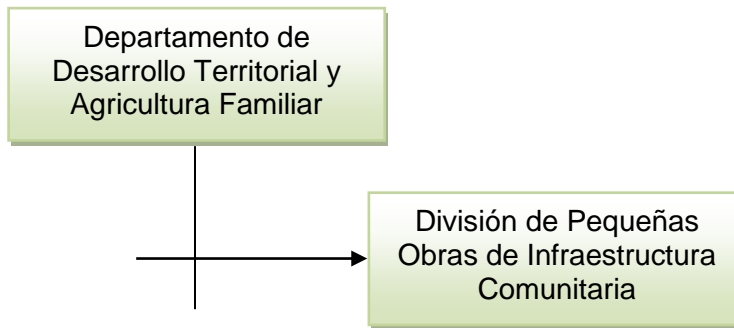 Departamento de
Desarrollo Territorial y
Agricultura Familiar
División de Pequeñas
Obras de Infraestructura
Comunitaria